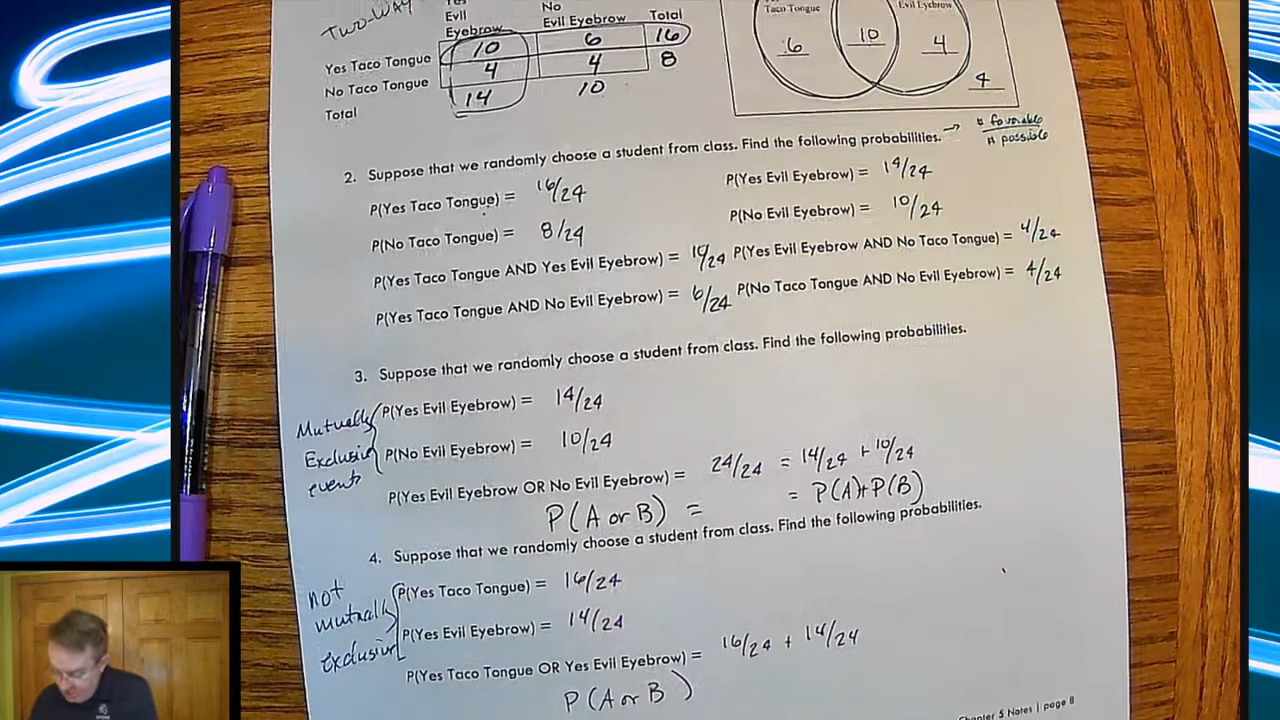 TWO-WAY
Yes
Evil
Eyebrow
No
Evil Eyebrow
Total
Yes Taco Tongue 10 6 16
No Taco Tongue 4 4 8
Total 14 10
Taco Tongue
Evil Eyebrow
6 10 4
4
2. Suppose that we randomly choose a student from class. Find the following probabilities. → # favorable
# possible
P(Yes Taco Tongue) = 16/24 P(Yes Evil Eyebrow) = 14/24
P(No Taco Tongue) = 8/24 P(No Evil Eyebrow) = 10/24
P(Yes Taco Tongue AND Yes Evil Eyebrow) = 10/24 P(Yes Evil Eyebrow AND No Taco Tongue) = 4/24
P(Yes Taco Tongue AND No Evil Eyebrow) = 6/24 P(No Taco Tongue AND No Evil Eyebrow) = 4/24
3. Suppose that we randomly choose a student from class. Find the following probabilities.
Mutually
Exclusive
events
P(Yes Evil Eyebrow) = 14/24
P(No Evil Eyebrow) = 10/24
P(Yes Evil Eyebrow OR No Evil Eyebrow) = 24/24 = 14/24 + 10/24
P(A or B) = = P(A)+P(B)
4. Suppose that we randomly choose a student from class. Find the following probabilities.
not
mutually
exclusive
P(Yes Taco Tongue) = 16/24
P(Yes Evil Eyebrow) = 14/24
P(Yes Taco Tongue OR Yes Evil Eyebrow) = 16/24 + 14/24
P(A or B)
Chapter 5 Notes | page 8